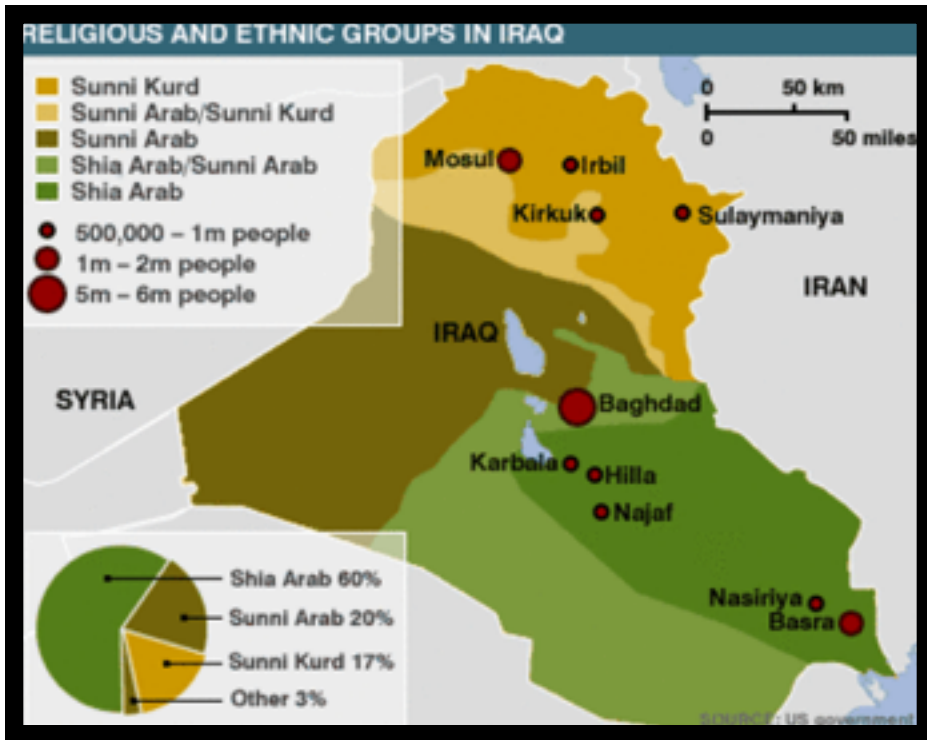 RELIGIOUS AND ETHNIC GROUPS IN IRAQ
Sunni Kurd
Sunni Arab/Sunni Kurd
Sunni Arab
Shia Arab/Sunni Arab
Shia Arab
500,000 – 1m people
1m – 2m people
5m – 6m people
0 50 km
0 50 miles
Mosul
Irbil
Kirkuk
Sulaymaniya
IRAN
IRAQ
SYRIA
Baghdad
Karbala
Hilla
Najaf
Nasiriya
Basra
Shia Arab 60%
Sunni Arab 20%
Sunni Kurd 17%
Other 3%
SOURCE: US government